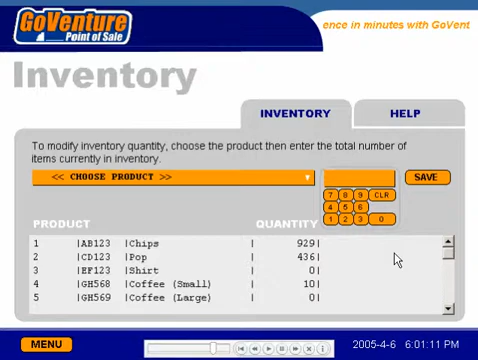 GoVenture
Point of Sale
ence in minutes with GoVent
Inventory
INVENTORY
HELP
To modify inventory quantity, choose the product then enter the total number of
items currently in inventory.
<< CHOOSE PRODUCT >>
SAVE
7 8 9 CLR
4 5 6
1 2 3 0
PRODUCT QUANTITY
1 |AB123 |Chips | 929|
2 |CD123 |Pop | 436|
3 |EF123 |Shirt | 0|
4 |GH568 |Coffee (Small) | 10|
5 |GH569 |Coffee (Large) | 0|
MENU
2005-4-6 6:01:11 PM